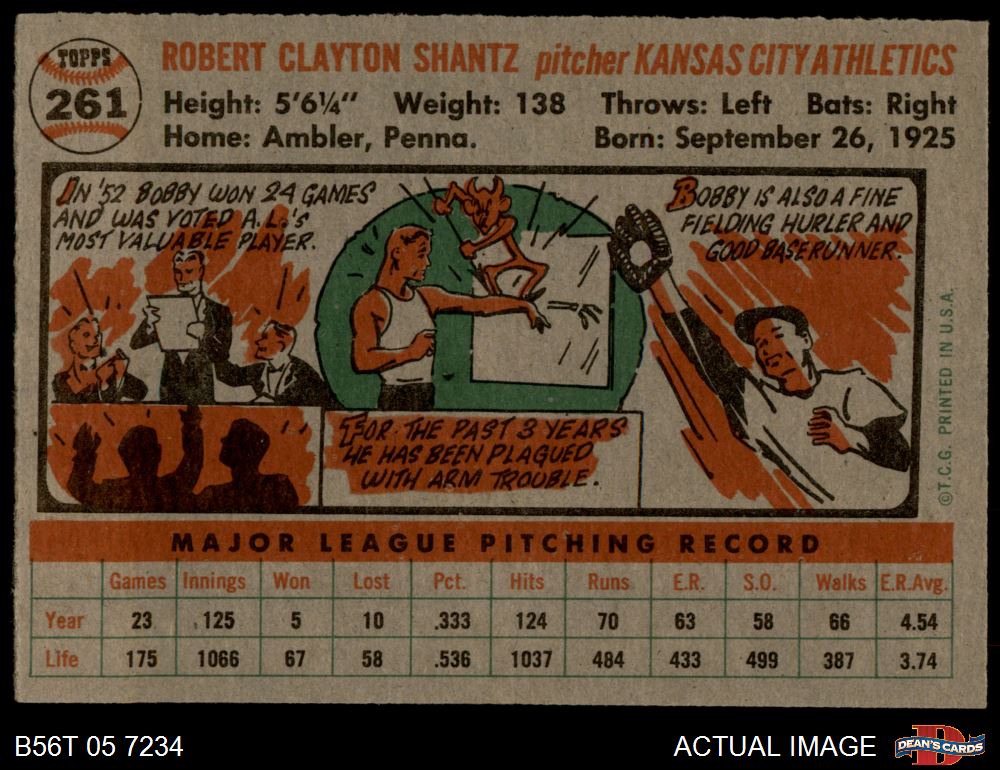 TOPPS
261
ROBERT CLAYTON SHANTZ pitcher KANSAS CITY ATHLETICS
Height: 5'6¼" Weight: 138 Throws: Left Bats: Right
Home: Ambler, Penna. Born: September 26, 1925
IN '52 BOBBY WON 24 GAMES
AND WAS VOTED A.L.'S
MOST VALUABLE PLAYER.
FOR THE PAST 3 YEARS
HE HAS BEEN PLAGUED
WITH ARM TROUBLE.
BOBBY IS ALSO A FINE
FIELDING HURLER AND
GOOD BASERUNNER.
©T.C.G. PRINTED IN U.S.A.
MAJOR LEAGUE PITCHING RECORD
Games Innings Won Lost Pct. Hits Runs E.R. S.O. Walks E.R.Avg.
Year 23 125 5 10 .333 124 70 63 58 66 4.54
Life 175 1066 67 58 .536 1037 484 433 499 387 3.74
B56T 05 7234 ACTUAL IMAGE
DEAN'S CARDS